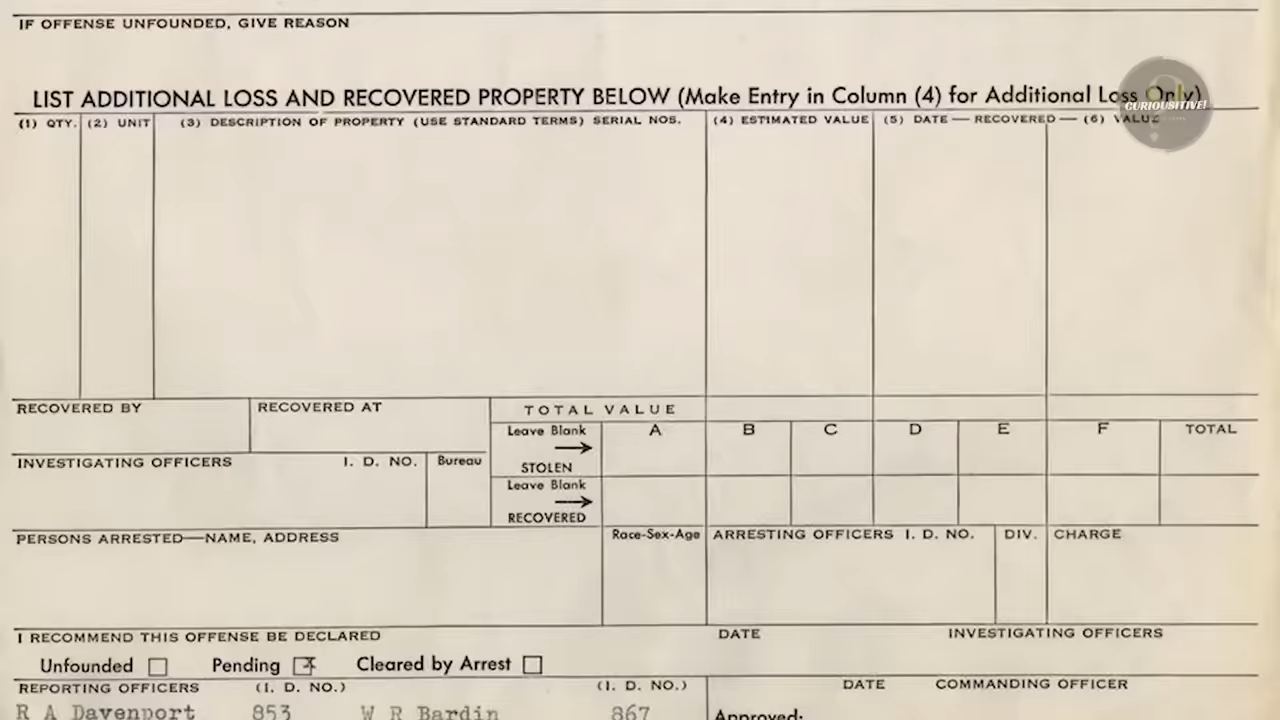 IF OFFENSE UNFOUNDED, GIVE REASON
LIST ADDITIONAL LOSS AND RECOVERED PROPERTY BELOW (Make Entry in Column (4) for Additional Loss Only)
CURIOUSITIVE!
(1) QTY. (2) UNIT (3) DESCRIPTION OF PROPERTY (USE STANDARD TERMS) SERIAL NOS. (4) ESTIMATED VALUE (5) DATE — RECOVERED — (6) VALUE
RECOVERED BY RECOVERED AT TOTAL VALUE
Leave Blank A B C D E F TOTAL
STOLEN
INVESTIGATING OFFICERS I. D. NO. Bureau
Leave Blank
RECOVERED
PERSONS ARRESTED—NAME, ADDRESS Race-Sex-Age ARRESTING OFFICERS I. D. NO. DIV. CHARGE
I RECOMMEND THIS OFFENSE BE DECLARED DATE INVESTIGATING OFFICERS
Unfounded Pending X Cleared by Arrest
REPORTING OFFICERS (I. D. NO.) (I. D. NO.) DATE COMMANDING OFFICER
R A Davenport 853 W R Bardin 867 Approved: